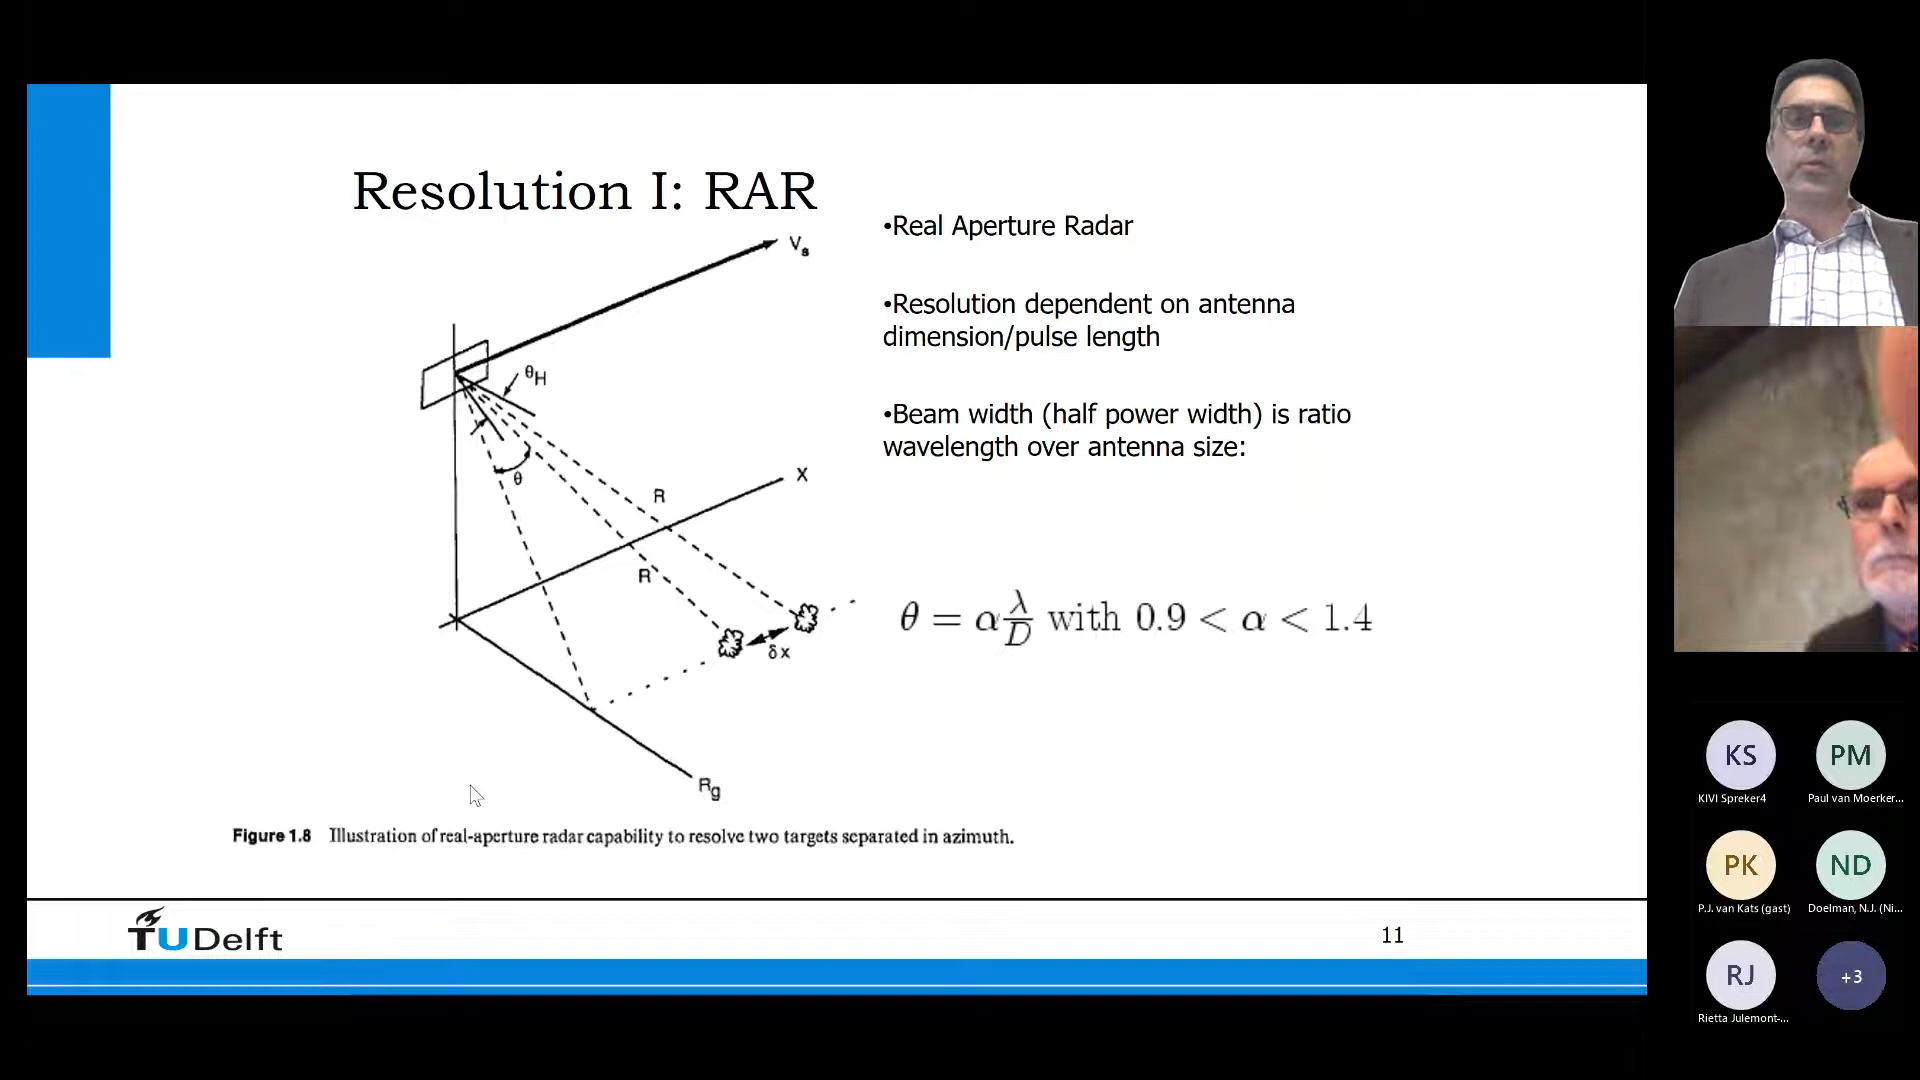 Resolution I: RAR
•Real Aperture Radar
•Resolution dependent on antenna
dimension/pulse length
•Beam width (half power width) is ratio
wavelength over antenna size:
θ = α λ/D with 0.9 < α < 1.4
Vs
θH
θ
X
R
R
δx
Rg
Figure 1.8 Illustration of real-aperture radar capability to resolve two targets separated in azimuth.
TU Delft
11
KS
KIVI Spreker4
PM
Paul van Moerker...
PK
P.J. van Kats (gast)
ND
Doelman, N.J. (Ni...
RJ
Rietta Julemont-...
+3